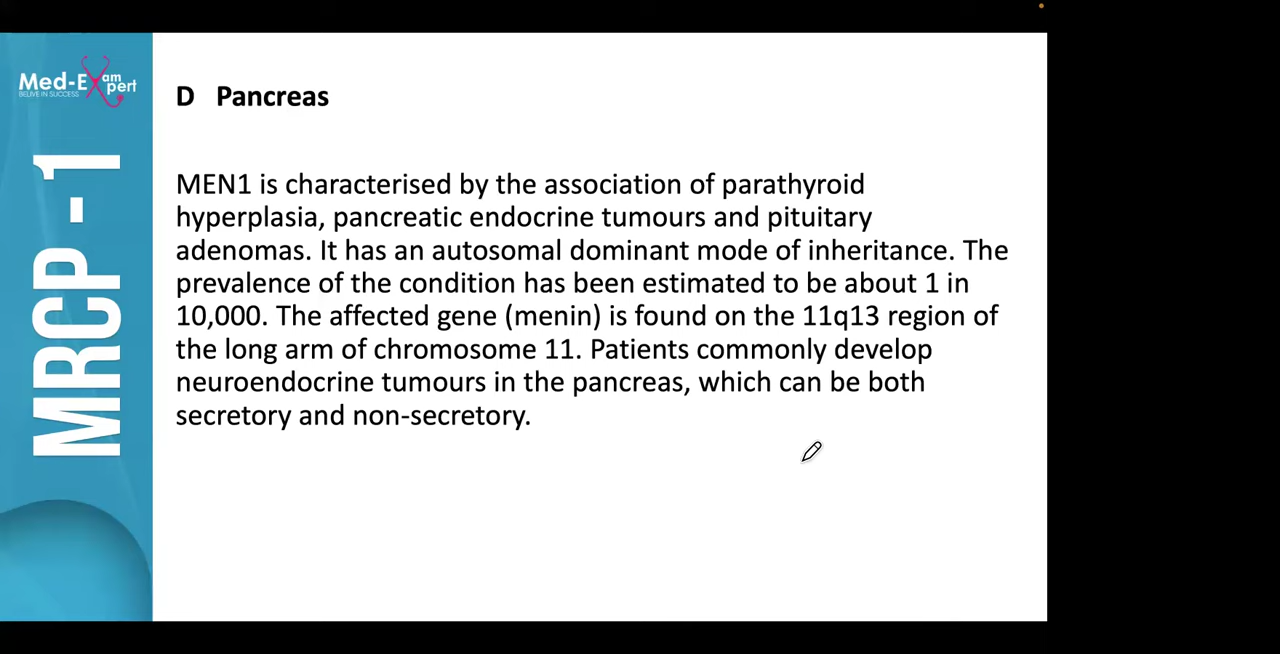 Med-Exam
pert
BELIVE IN SUCCESS
MRCP - 1
D Pancreas
MEN1 is characterised by the association of parathyroid
hyperplasia, pancreatic endocrine tumours and pituitary
adenomas. It has an autosomal dominant mode of inheritance. The
prevalence of the condition has been estimated to be about 1 in
10,000. The affected gene (menin) is found on the 11q13 region of
the long arm of chromosome 11. Patients commonly develop
neuroendocrine tumours in the pancreas, which can be both
secretory and non-secretory.